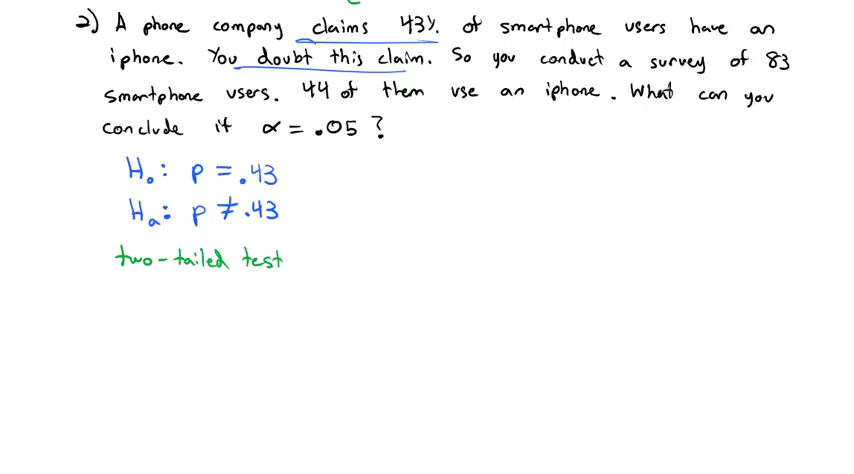 2) A phone company claims 43% of smartphone users have an
iphone. You doubt this claim. So you conduct a survey of 83
smartphone users. 44 of them use an iphone. What can you
conclude if α = .05 ?
H₀: p = .43
Hₐ: p ≠ .43
two-tailed test